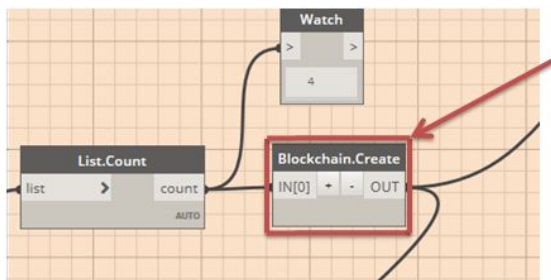 Watch
> >
4
List.Count
list > count
AUTO
Blockchain.Create
IN[0] + - OUT